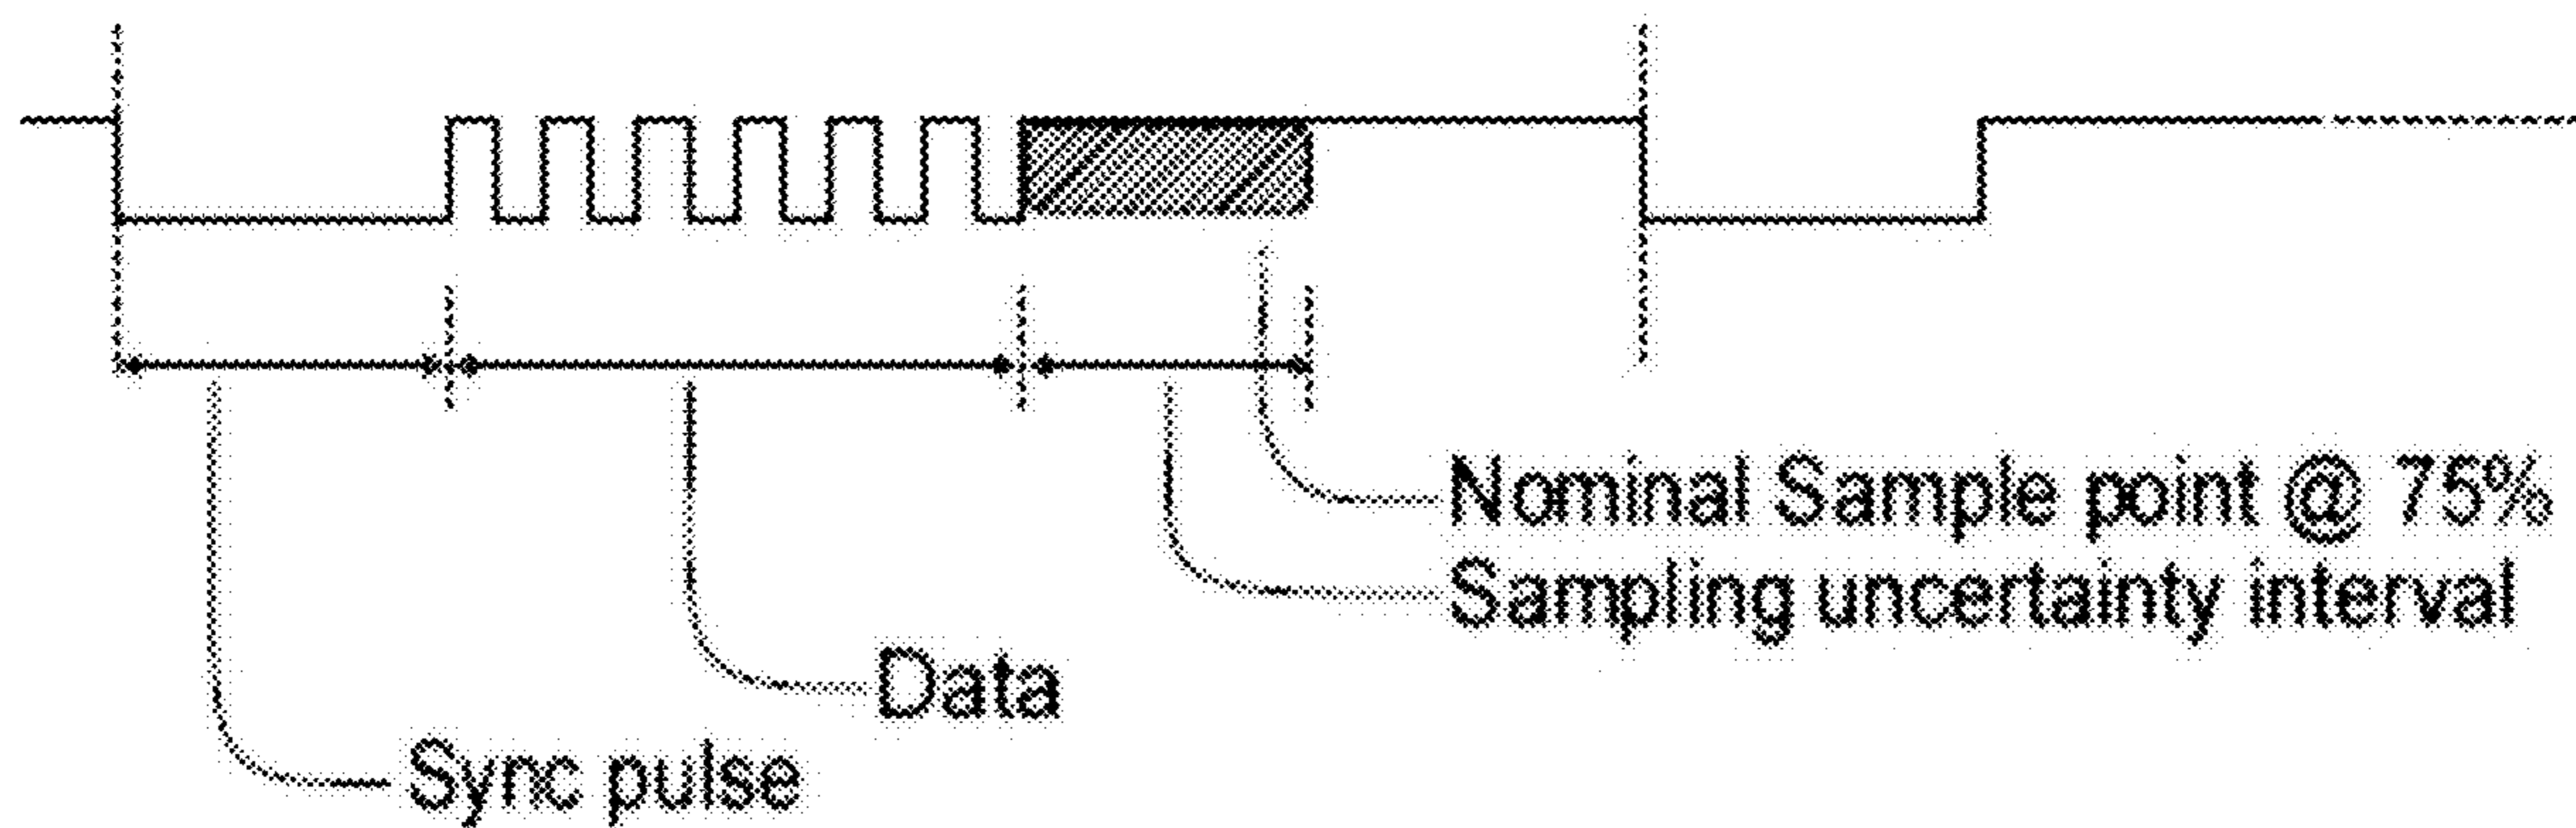 Nominal Sample point @ 75%
Sampling uncertainty interval
Data
Sync pulse